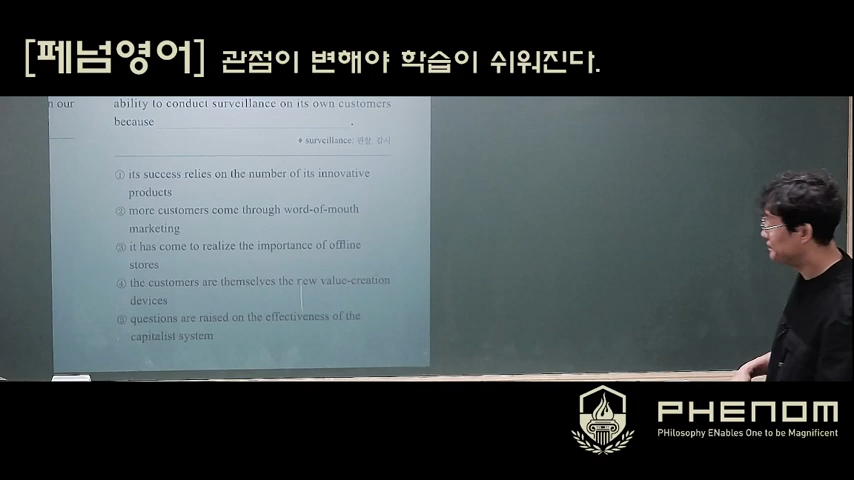 [페넘영어] 관점이 변해야 학습이 쉬워진다.
n our
ability to conduct surveillance on its own customers
because .
* surveillance: 관찰, 감시
① its success relies on the number of its innovative
products
② more customers come through word-of-mouth
marketing
③ it has come to realize the importance of offline
stores
④ the customers are themselves the new value-creation
devices
⑤ questions are raised on the effectiveness of the
capitalist system
PHENOM
PHilosophy ENables One to be Magnificent